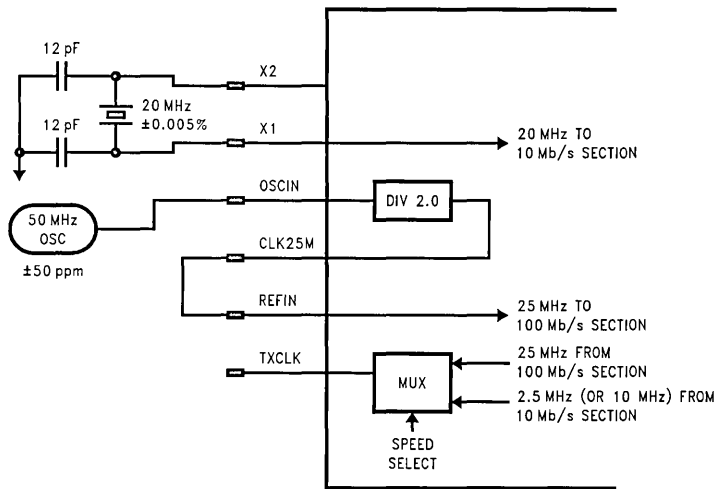 12 pF
X2
20 MHz
±0.005%
12 pF
X1
20 MHz TO
10 Mb/s SECTION
OSCIN
DIV 2.0
50 MHz
OSC
±50 ppm
CLK25M
REFIN
25 MHz TO
100 Mb/s SECTION
TXCLK
MUX
25 MHz FROM
100 Mb/s SECTION
2.5 MHz (OR 10 MHz) FROM
10 Mb/s SECTION
SPEED
SELECT